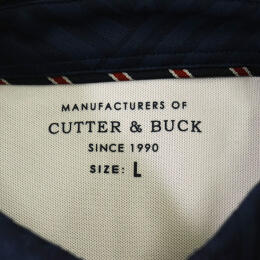 MANUFACTURERS OF
CUTTER & BUCK
SINCE 1990
SIZE: L